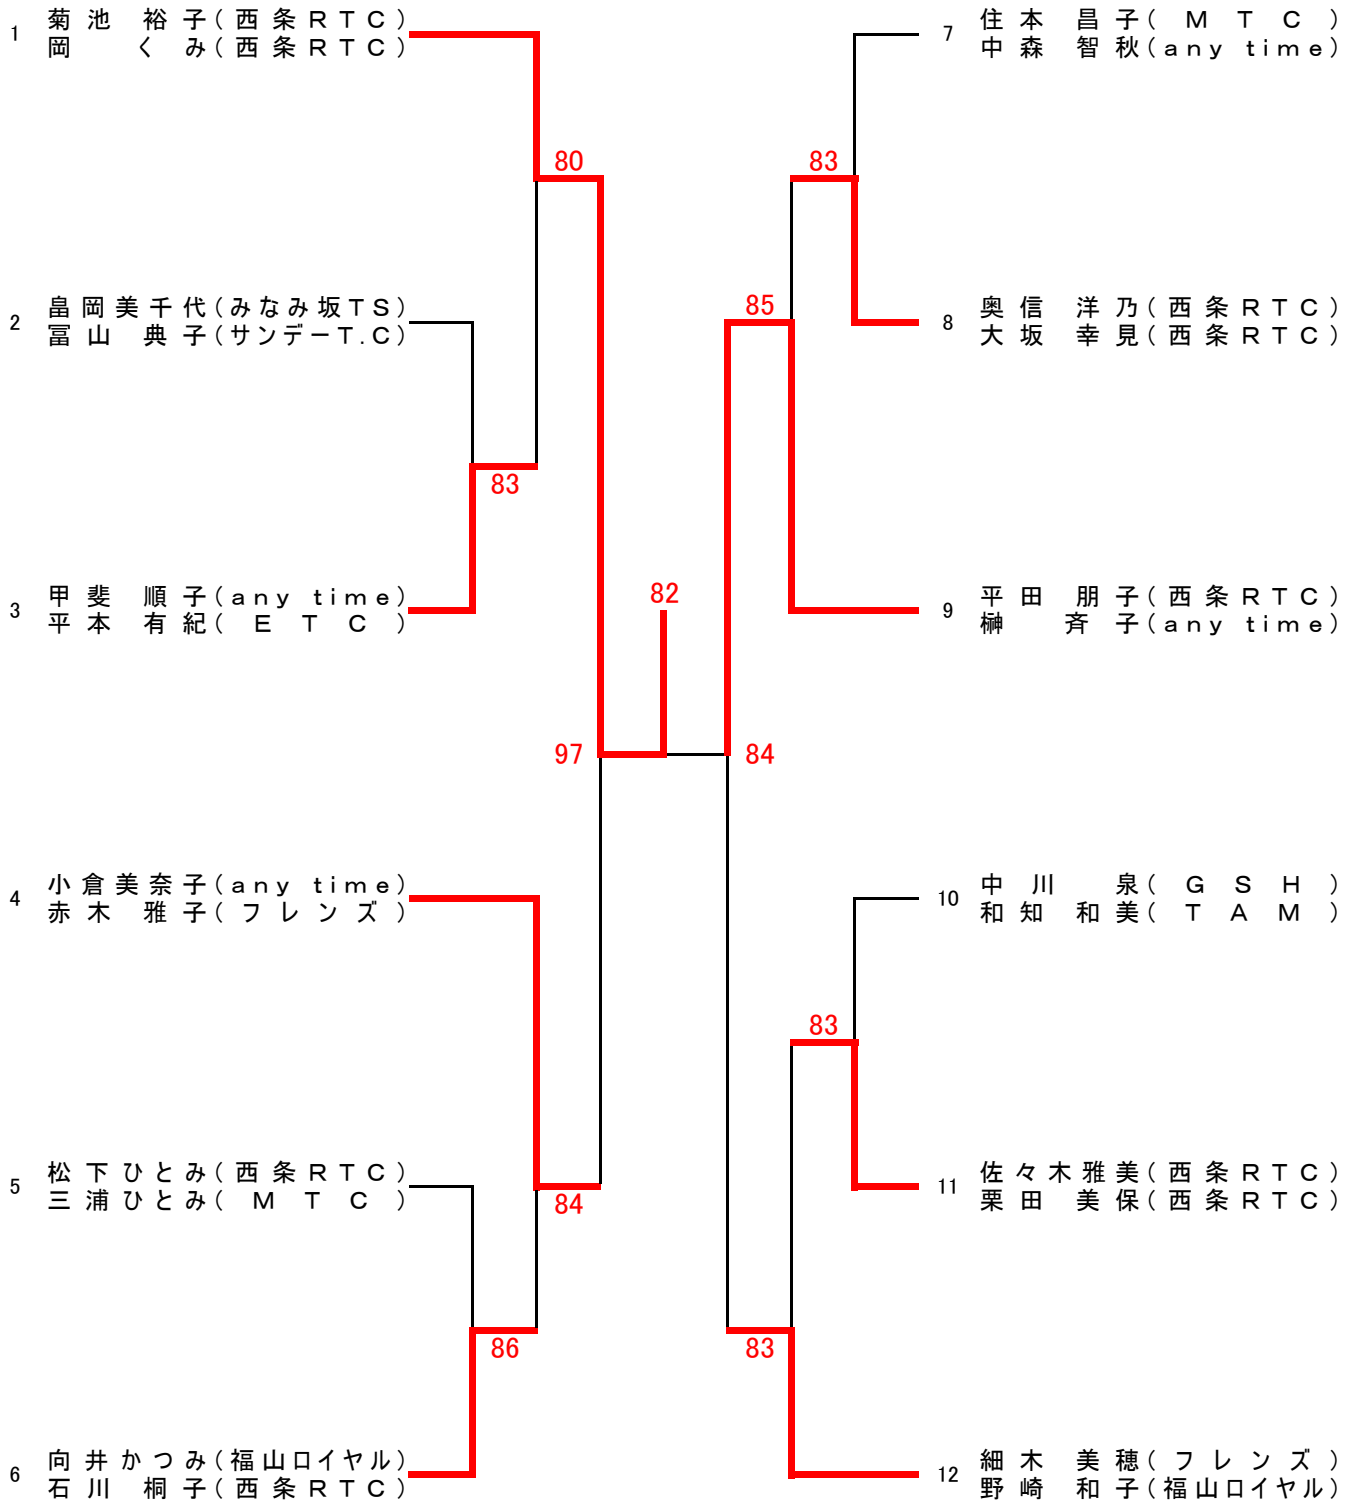 1 菊池 裕子(西条RTC)
岡 くみ(西条RTC)
80
2 畠岡美千代(みなみ坂TS)
冨山 典子(サンデーT.C)
83
3 甲斐 順子(any time)
平本 有紀(ETC)
82
97
4 小倉美奈子(any time)
赤木 雅子(フレンズ)
5 松下ひとみ(西条RTC)
三浦ひとみ(MTC)
84
86
6 向井かつみ(福山ロイヤル)
石川 桐子(西条RTC)
7 住本 昌子(MTC)
中森 智秋(any time)
83
85
8 奥信 洋乃(西条RTC)
大坂 幸見(西条RTC)
9 平田 朋子(西条RTC)
榊 斉子(any time)
84
10 中川 泉(GSH)
和知 和美(TAM)
83
11 佐々木雅美(西条RTC)
栗田 美保(西条RTC)
83
12 細木 美穂(フレンズ)
野崎 和子(福山ロイヤル)